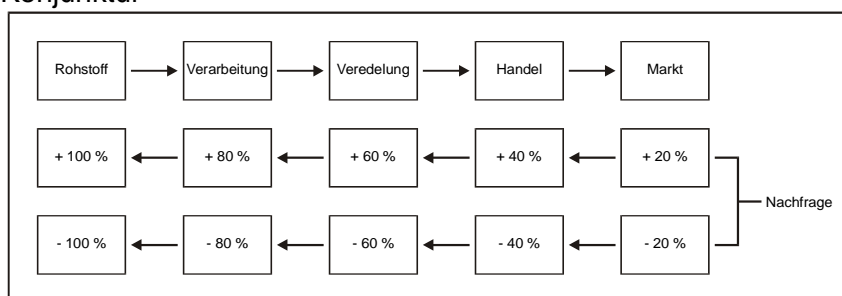 Konjunktur
Rohstoff Verarbeitung Veredelung Handel Markt
+ 100 % + 80 % + 60 % + 40 % + 20 %
Nachfrage
- 100 % - 80 % - 60 % - 40 % - 20 %